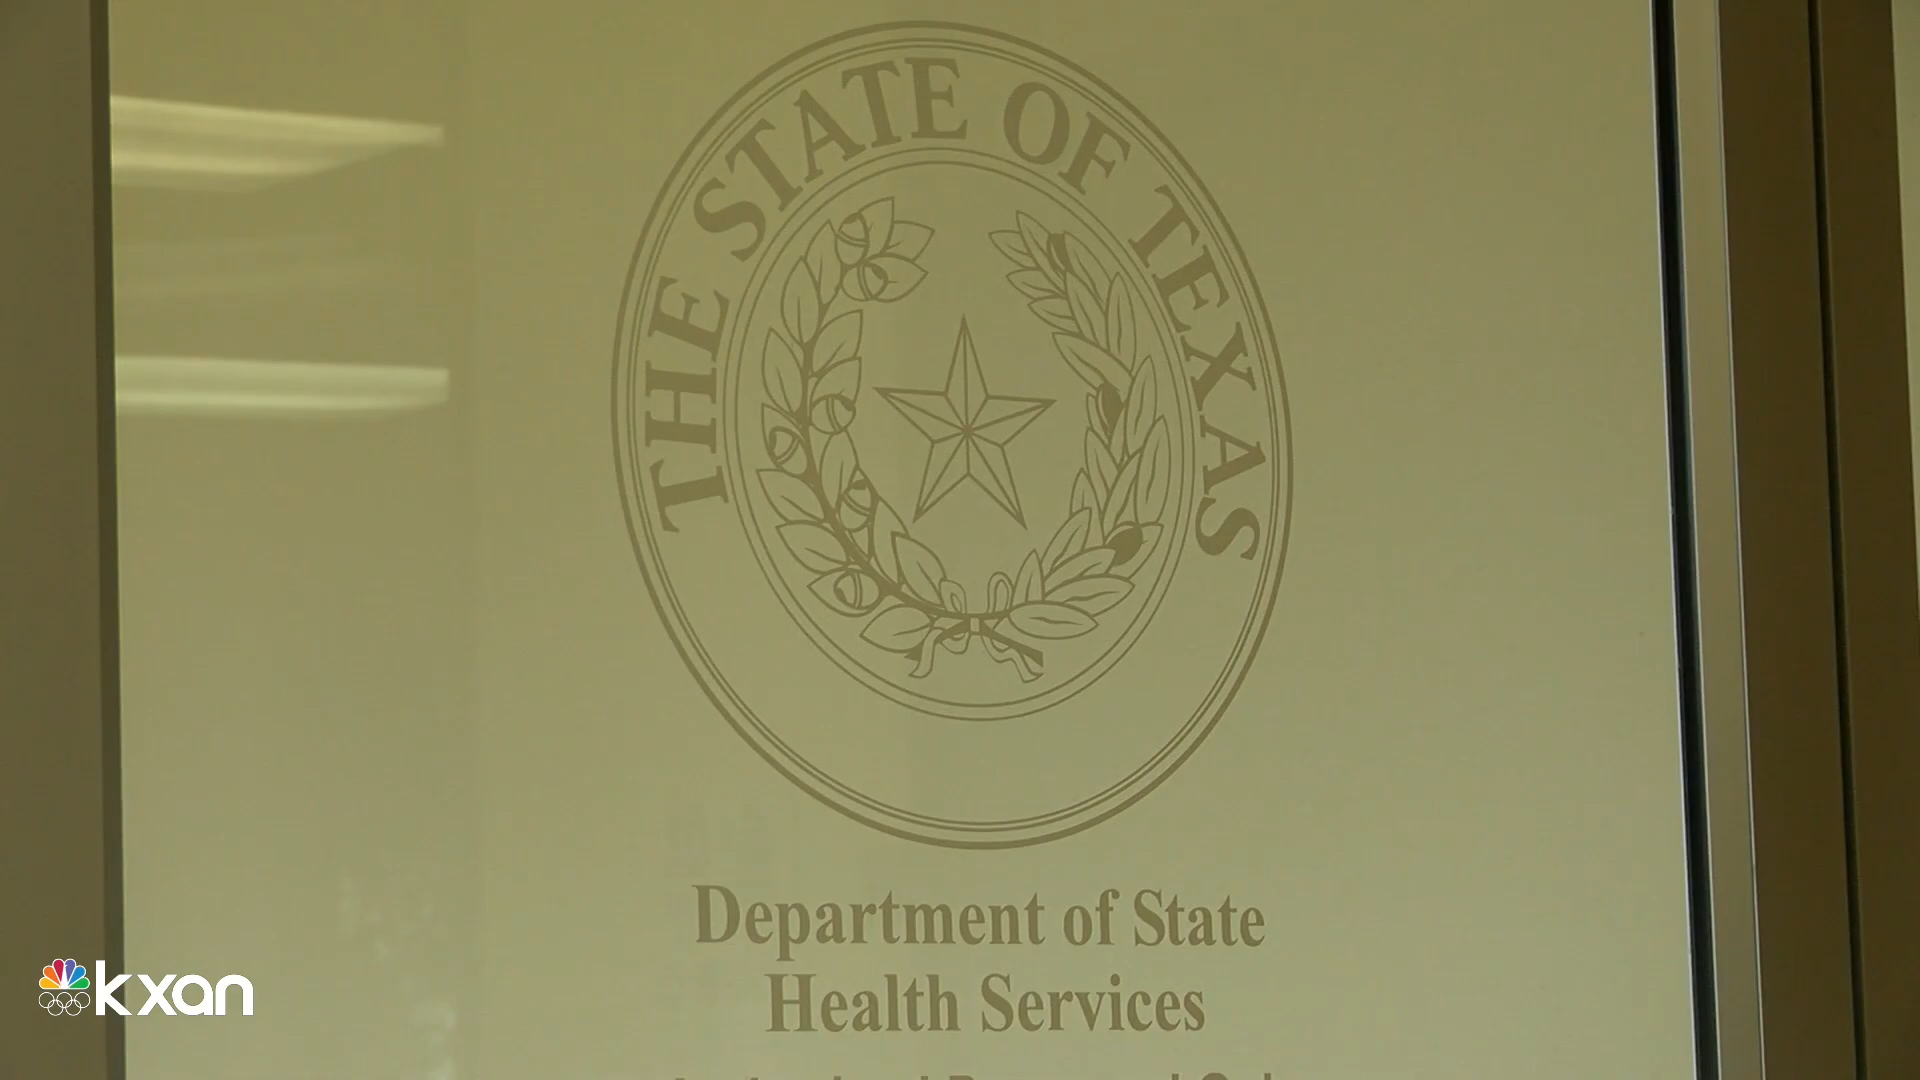 THE STATE OF TEXAS
Department of State
Health Services
kxan